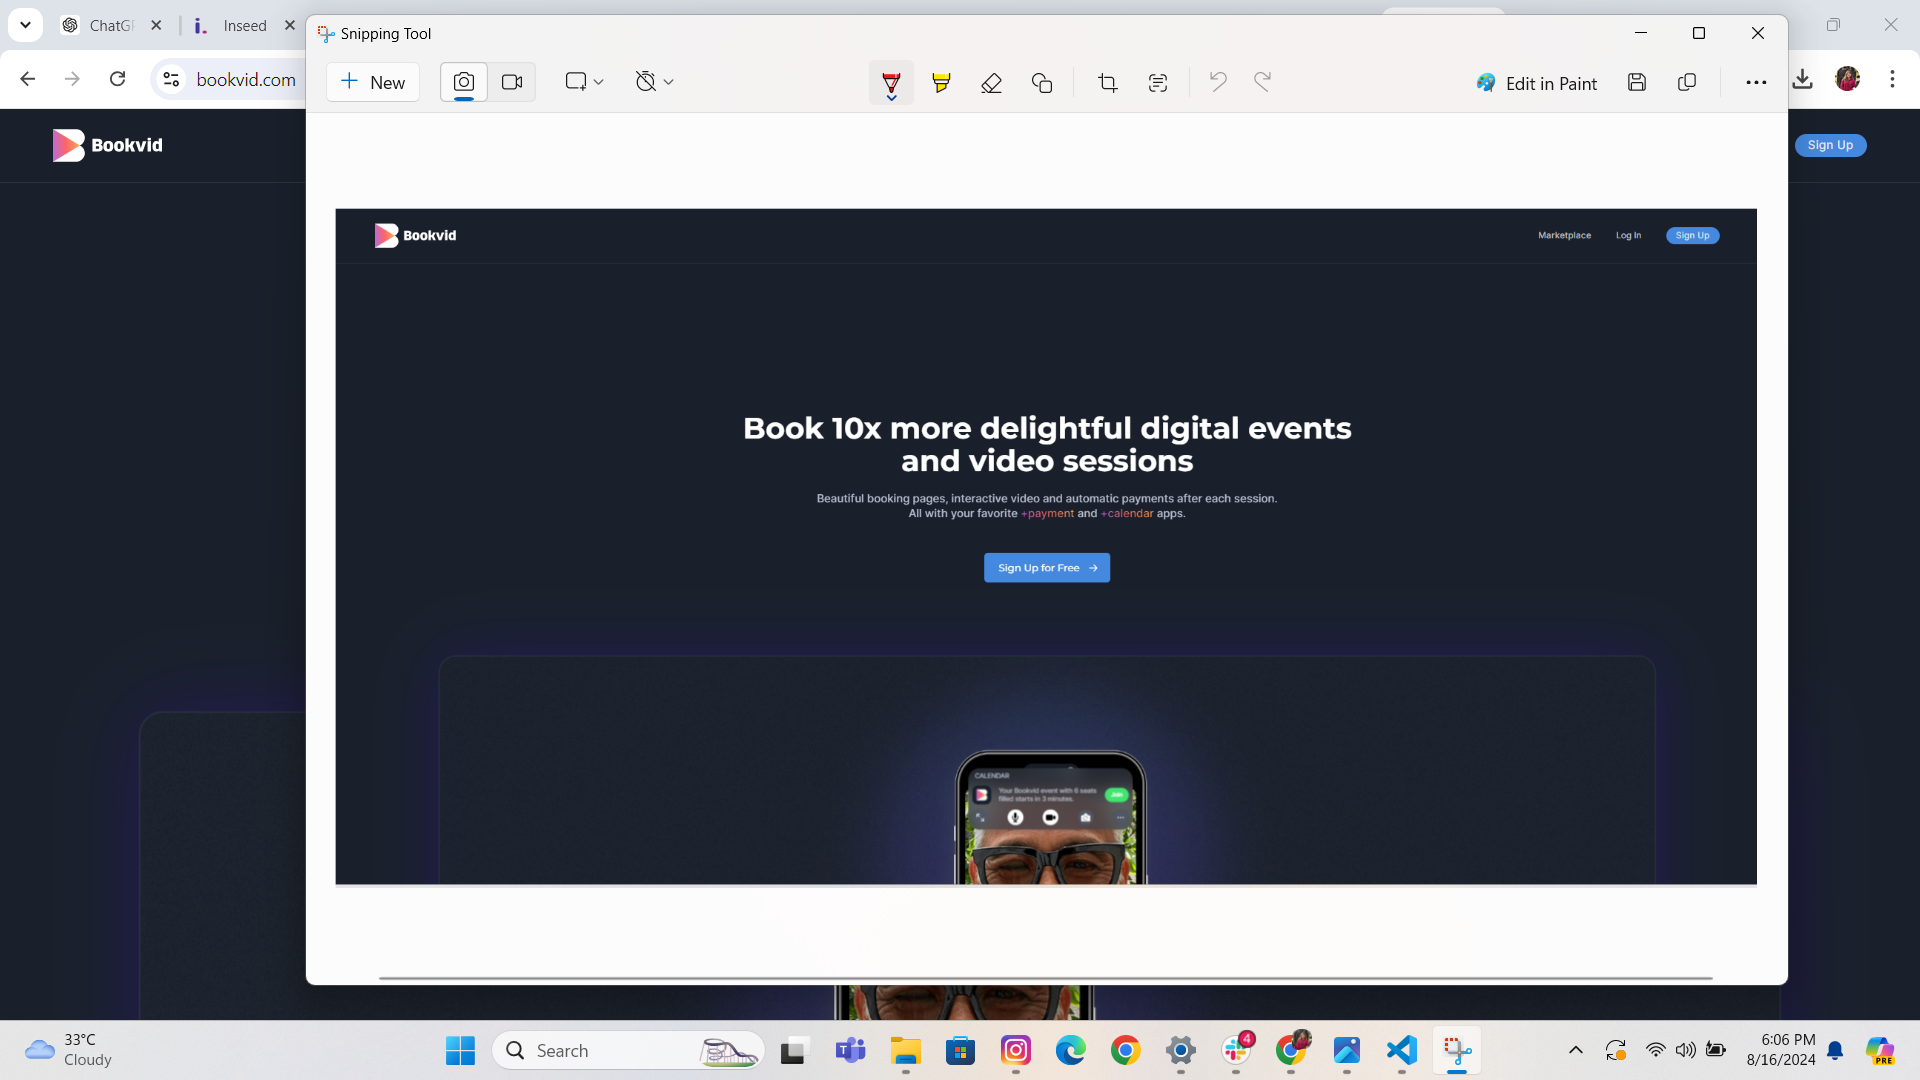 ChatG
Inseed
Snipping Tool
bookvid.com
New
Edit in Paint
Bookvid
Sign Up
Bookvid
Marketplace
Log In
Sign Up
Book 10x more delightful digital events
and video sessions
Beautiful booking pages, interactive video and automatic payments after each session.
All with your favorite +payment and +calendar apps.
Sign Up for Free →
CALENDAR
Your Bookvid event with 6 seats
filled starts in 3 minutes.
Join
33°C
Cloudy
Search
4
6:06 PM
8/16/2024
PRE